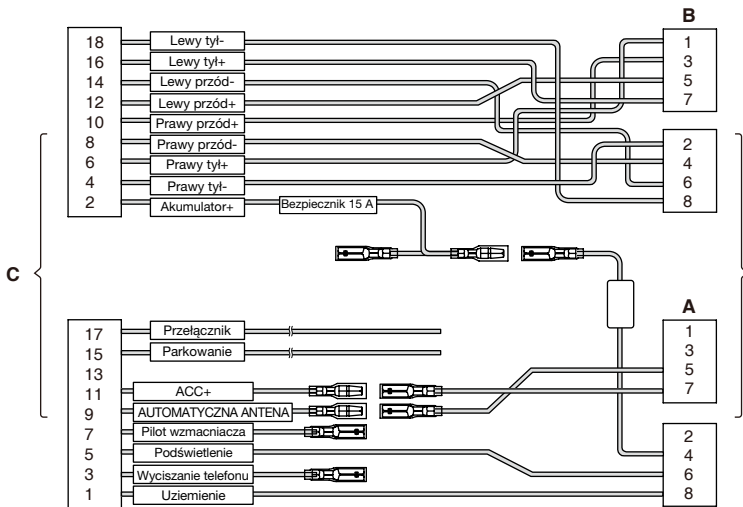 B
18 Lewy tył- 1
16 Lewy tył+ 3
14 Lewy przód- 5
12 Lewy przód+ 7
10 Prawy przód+
8 Prawy przód- 2
6 Prawy tył+ 4
4 Prawy tył- 6
2 Akumulator+ Bezpiecznik 15 A 8
C
A
17 Przełącznik 1
15 Parkowanie 3
13 5
11 ACC+ 7
9 AUTOMATYCZNA ANTENA
7 Pilot wzmacniacza 2
5 Podświetlenie 4
3 Wyciszanie telefonu 6
1 Uziemienie 8